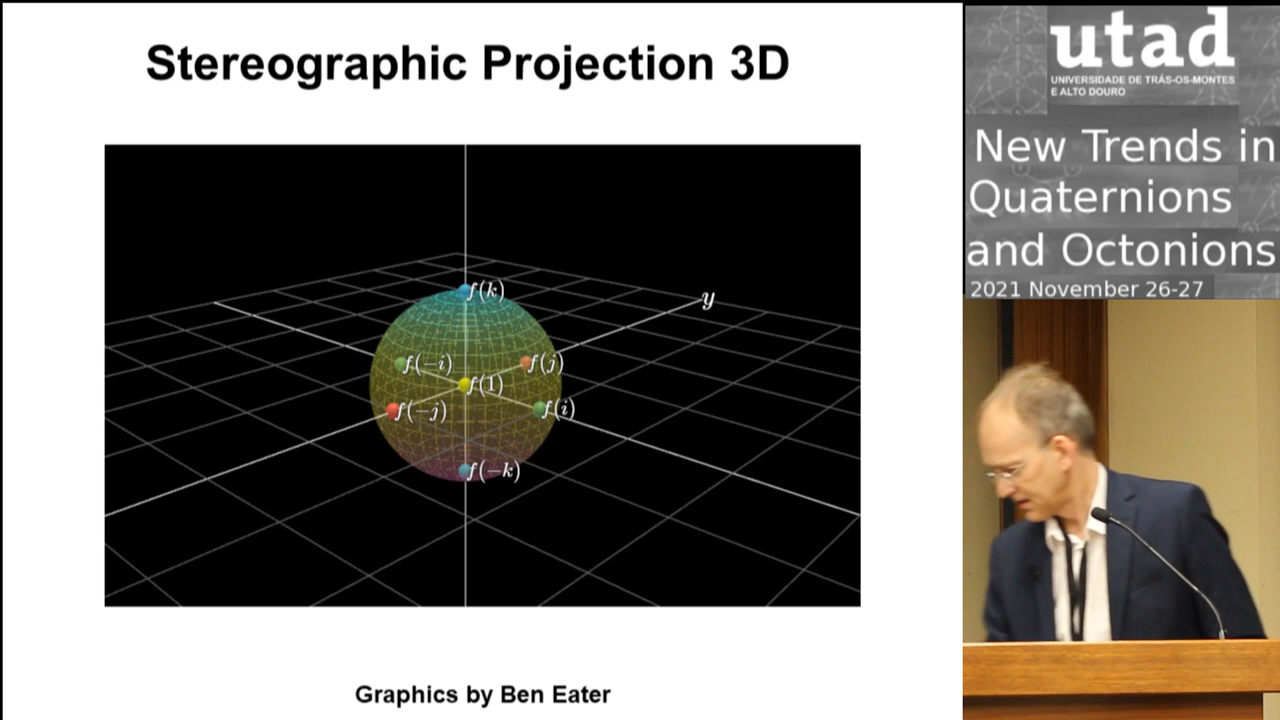 Stereographic Projection 3D
f(k)
y
f(−i)
f(j)
f(1)
f(−j)
f(i)
f(−k)
Graphics by Ben Eater
utad
UNIVERSIDADE DE TRÁS-OS-MONTES
E ALTO DOURO
New Trends in
Quaternions
and Octonions
2021 November 26-27